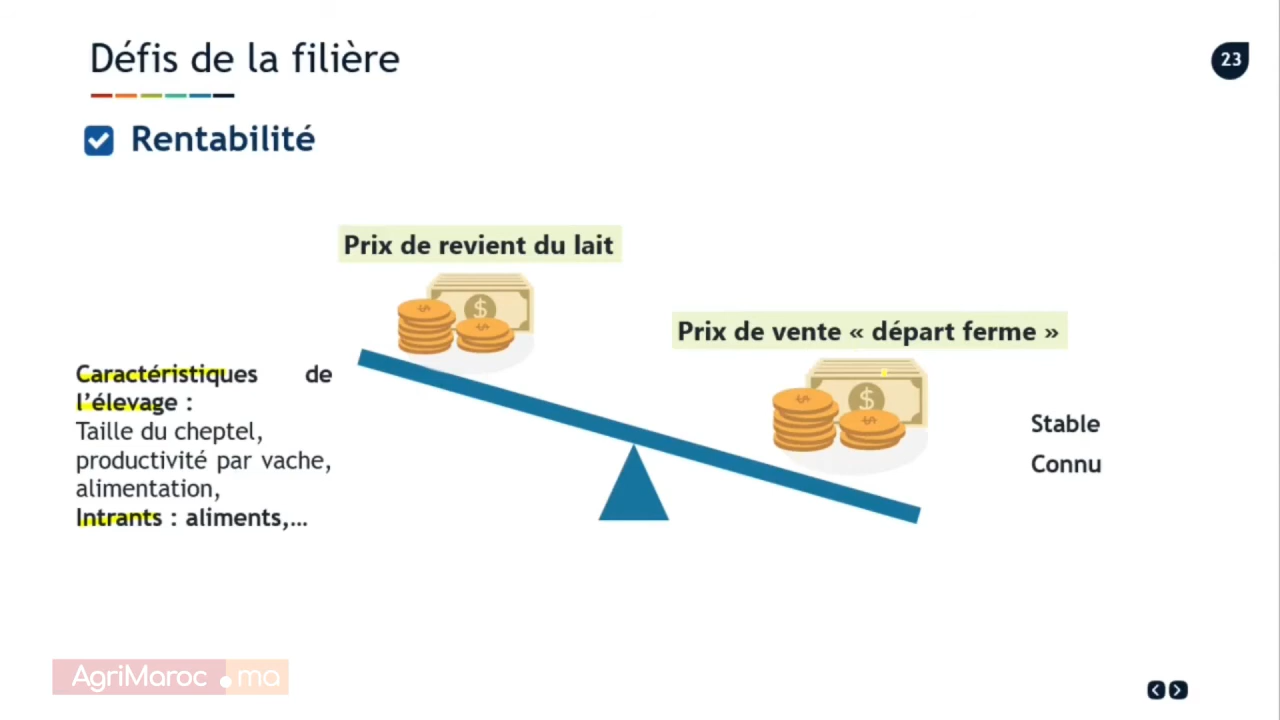 Défis de la filière
23
Rentabilité
Prix de revient du lait
Prix de vente « départ ferme »
Caractéristiques de
l’élevage :
Taille du cheptel,
productivité par vache,
alimentation,
Intrants : aliments,…
Stable
Connu
AgriMaroc.ma